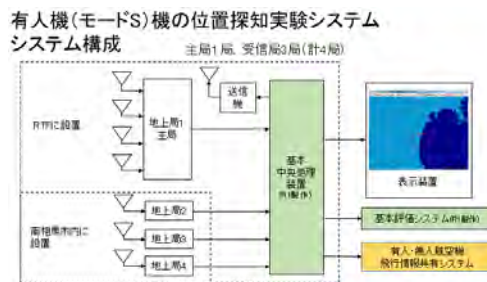 有人機(モードS)機の位置探知実験システム
システム構成
主局1局、受信局3局(計4局)
送信
機
地上局1
主局
RTFに設置
基本
中央処理
装置
表示装置
南相馬市内に
設置
地上局2
地上局3
地上局4
基本評価システム
有人・無人航空機
飛行情報共有システム